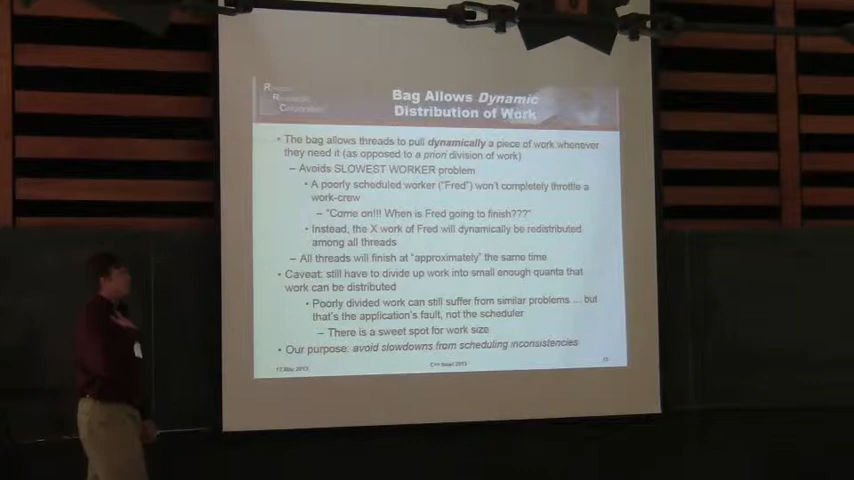 Bag Allows Dynamic
Distribution of Work
• The bag allows threads to pull dynamically a piece of work whenever
they need it (as opposed to a priori division of work)
– Avoids SLOWEST WORKER problem
• A poorly scheduled worker ("Fred") won't completely throttle a
work-crew
– "Come on!!! When is Fred going to finish???"
• Instead, the X work of Fred will dynamically be redistributed
among all threads
– All threads will finish at "approximately" the same time
• Caveat: still have to divide up work into small enough quanta that
work can be distributed
• Poorly divided work can still suffer from similar problems ... but
that's the application's fault, not the scheduler
– There is a sweet spot for work size
• Our purpose: avoid slowdowns from scheduling inconsistencies